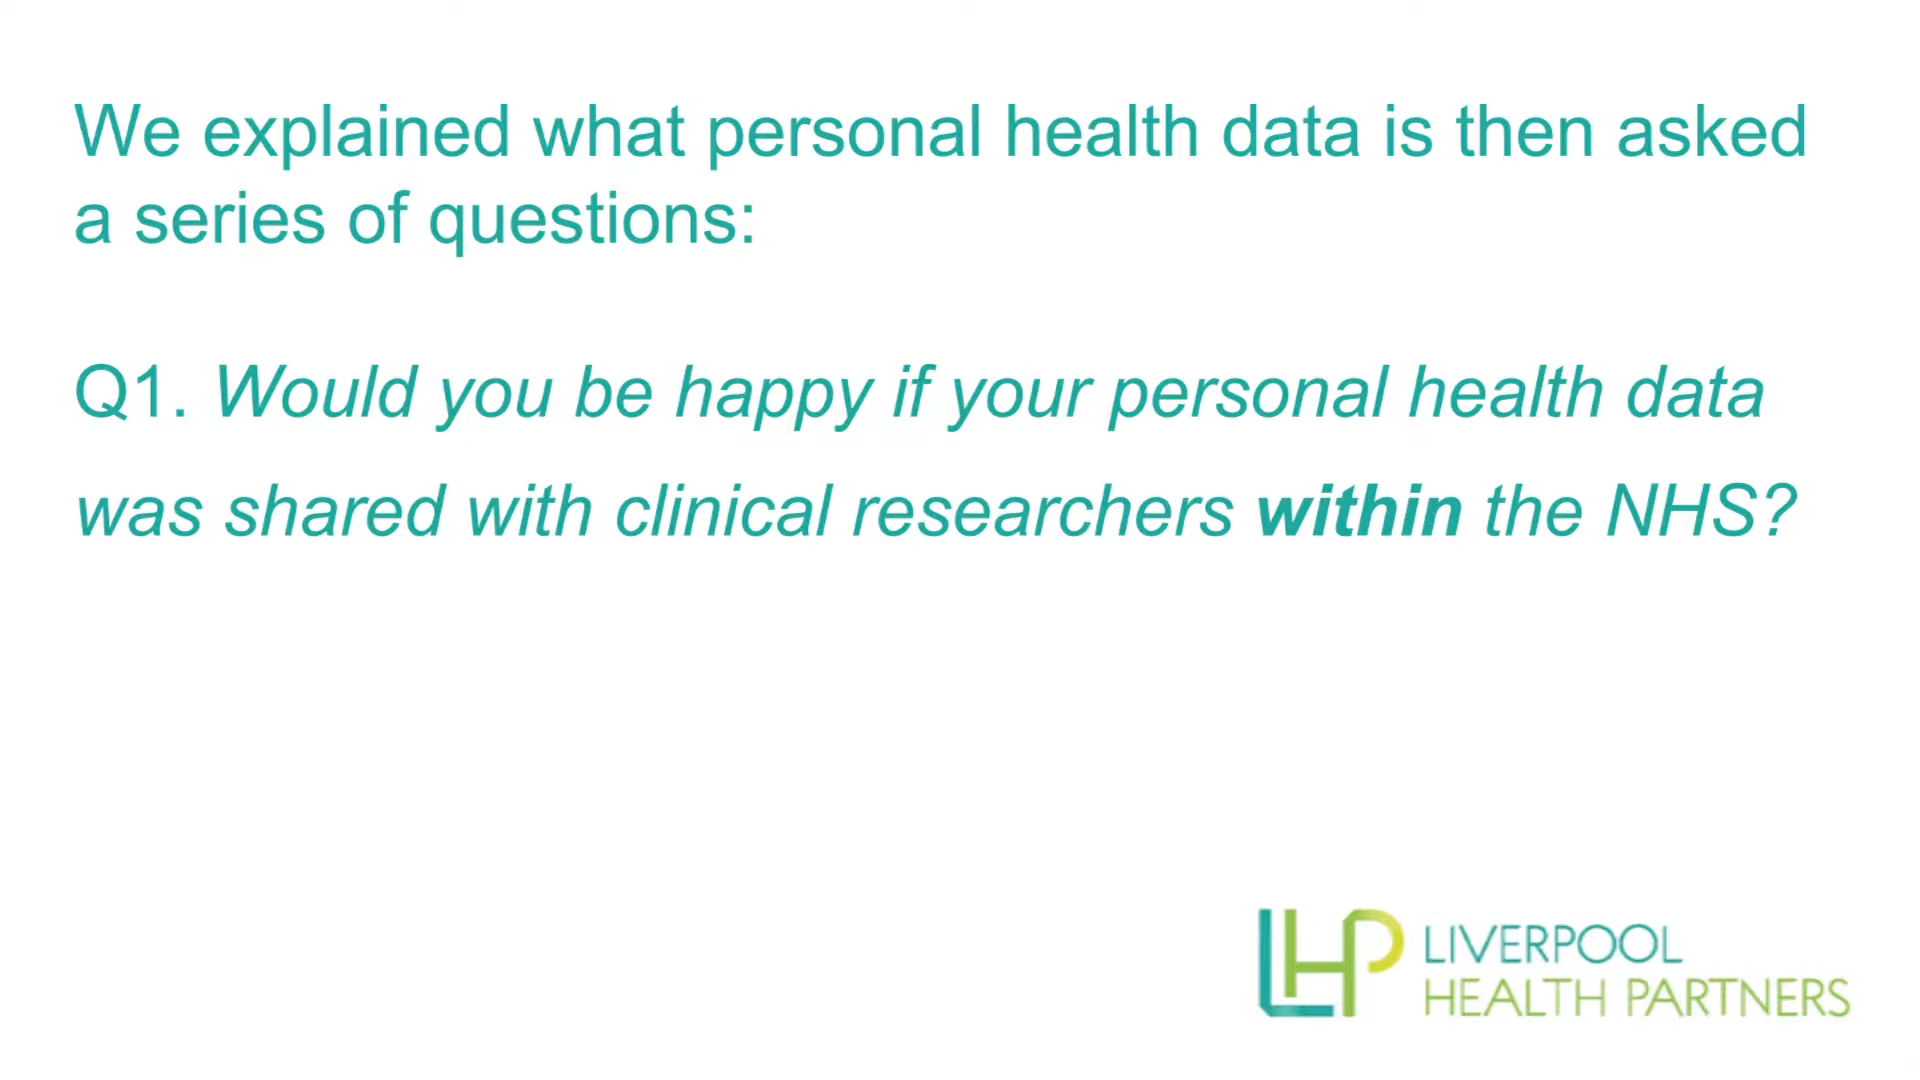 We explained what personal health data is then asked
a series of questions:
Q1. Would you be happy if your personal health data
was shared with clinical researchers within the NHS?
LHP
LIVERPOOL
HEALTH PARTNERS